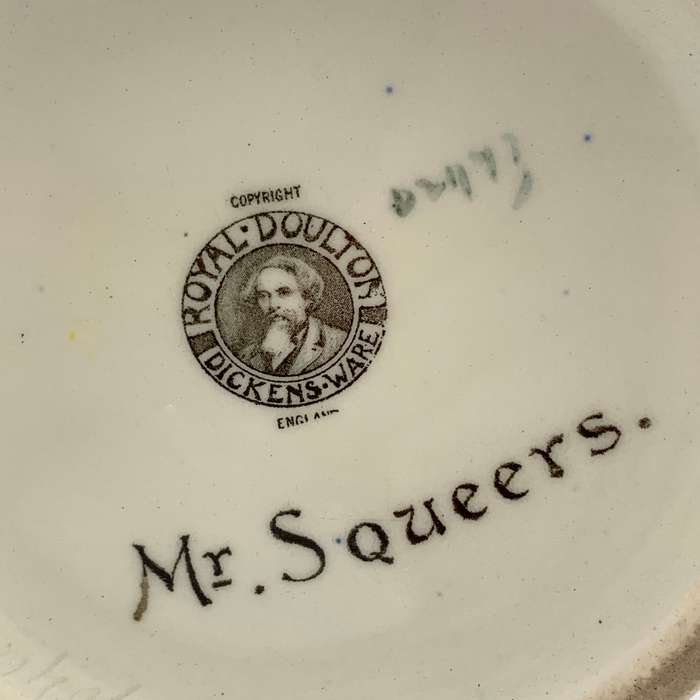 COPYRIGHT
ROYAL · DOULTON
DICKENS · WARE
ENGLAND
Mr. Squeers.